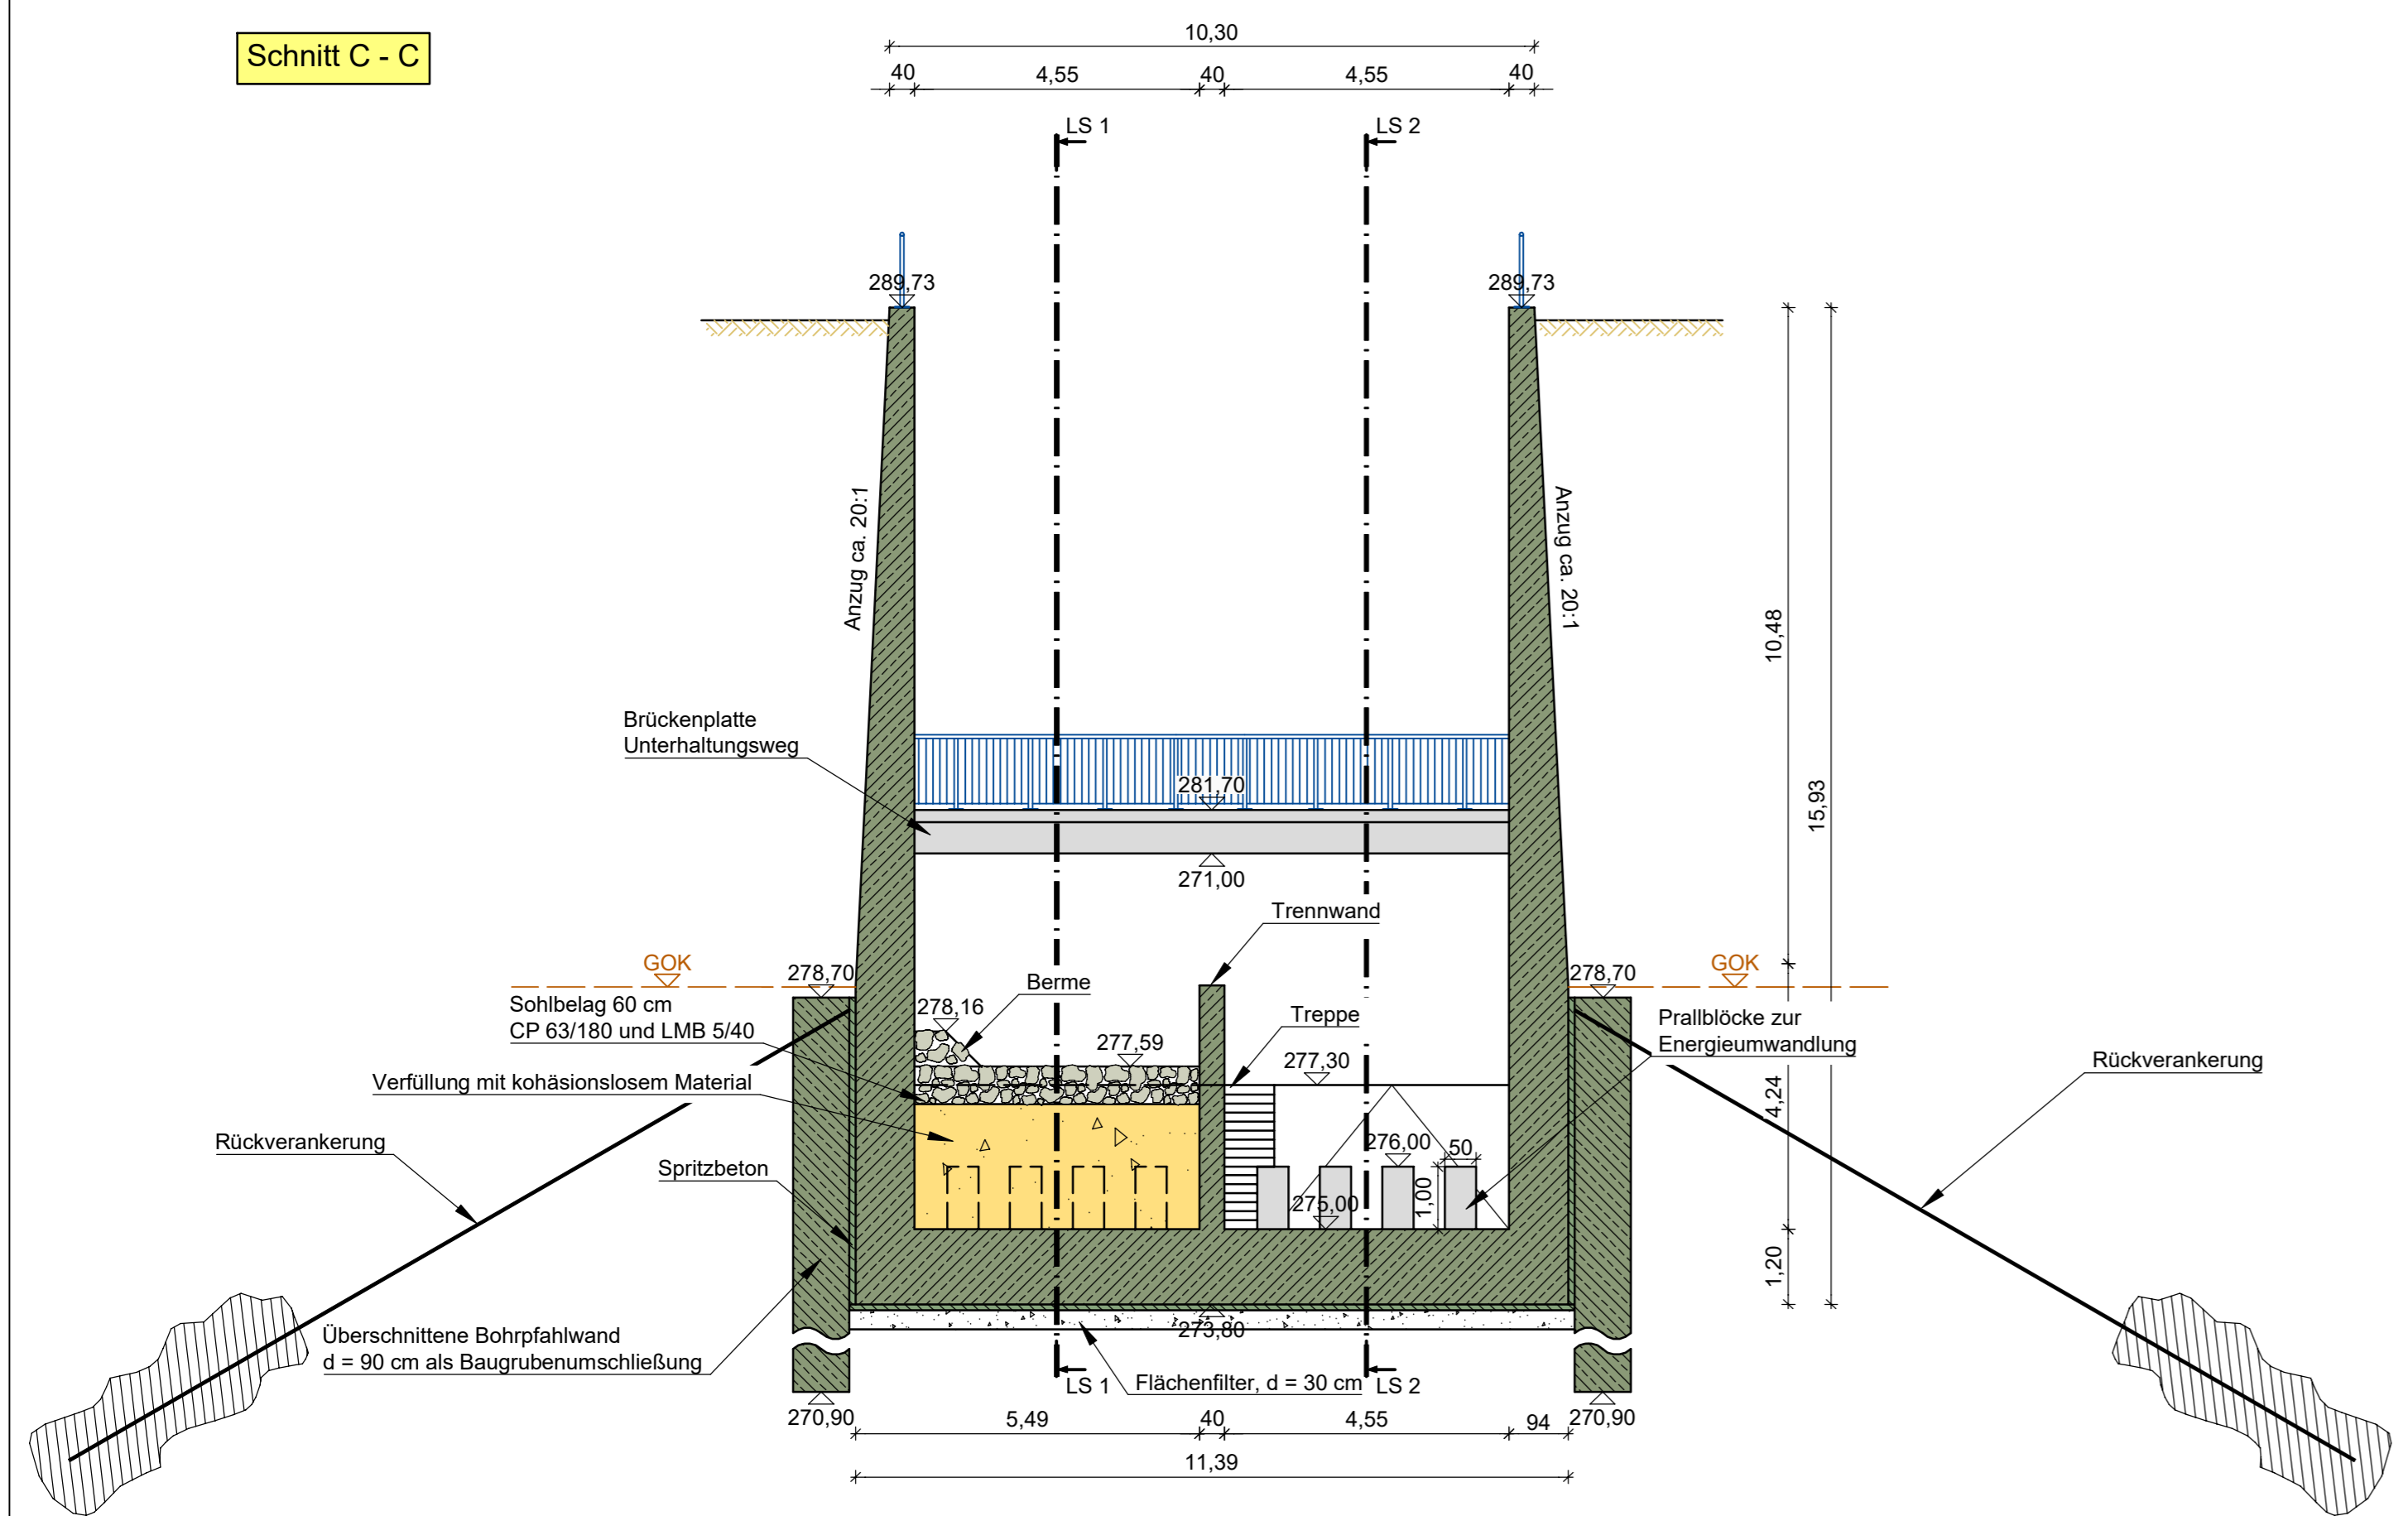 Schnitt C - C
10,30
40
4,55
40
4,55
40
LS 1
LS 2
289,73
289,73
Anzug ca. 20:1
Anzug ca. 20:1
10,48
15,93
Brückenplatte
Unterhaltungsweg
281,70
271,00
Trennwand
GOK
278,70
278,70
GOK
Berme
Sohlbelag 60 cm
CP 63/180 und LMB 5/40
278,16
277,59
Treppe
277,30
Prallblöcke zur
Energieumwandlung
Rückverankerung
Verfüllung mit kohäsionslosem Material
4,24
Rückverankerung
Spritzbeton
276,00
50
1,00
275,00
1,20
273,80
Überschnittene Bohrpfahlwand
d = 90 cm als Baugrubenumschließung
LS 1
Flächenfilter, d = 30 cm
LS 2
270,90
5,49
40
4,55
94
270,90
11,39